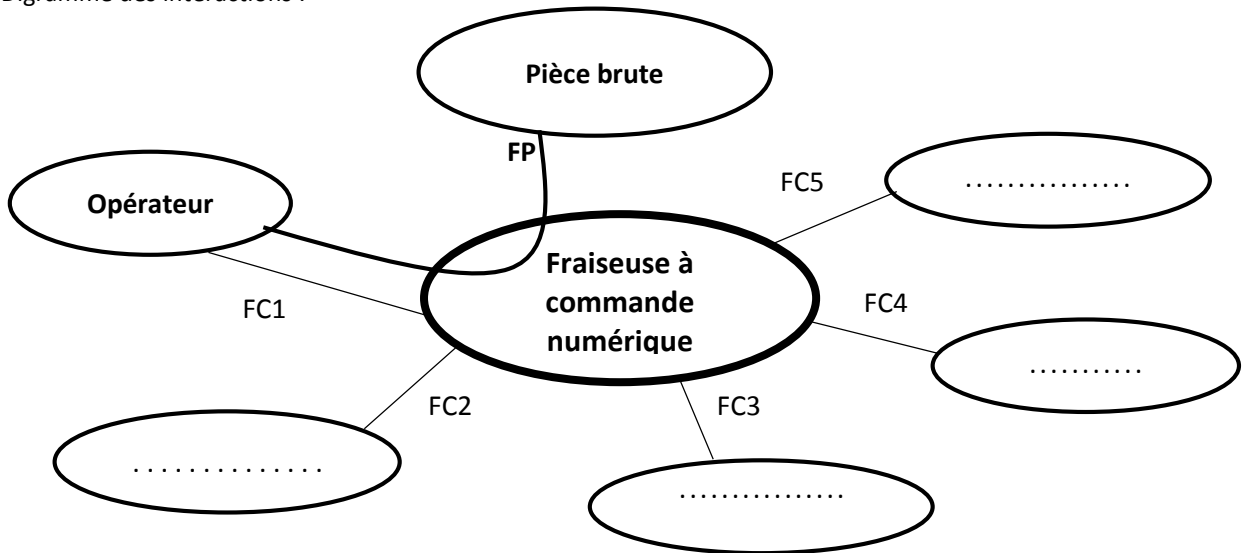 Digramme des interactions :
Pièce brute
FP
Opérateur
FC5
................
Fraiseuse à
commande
numérique
FC1
FC4
...........
FC2
FC3
...............
................